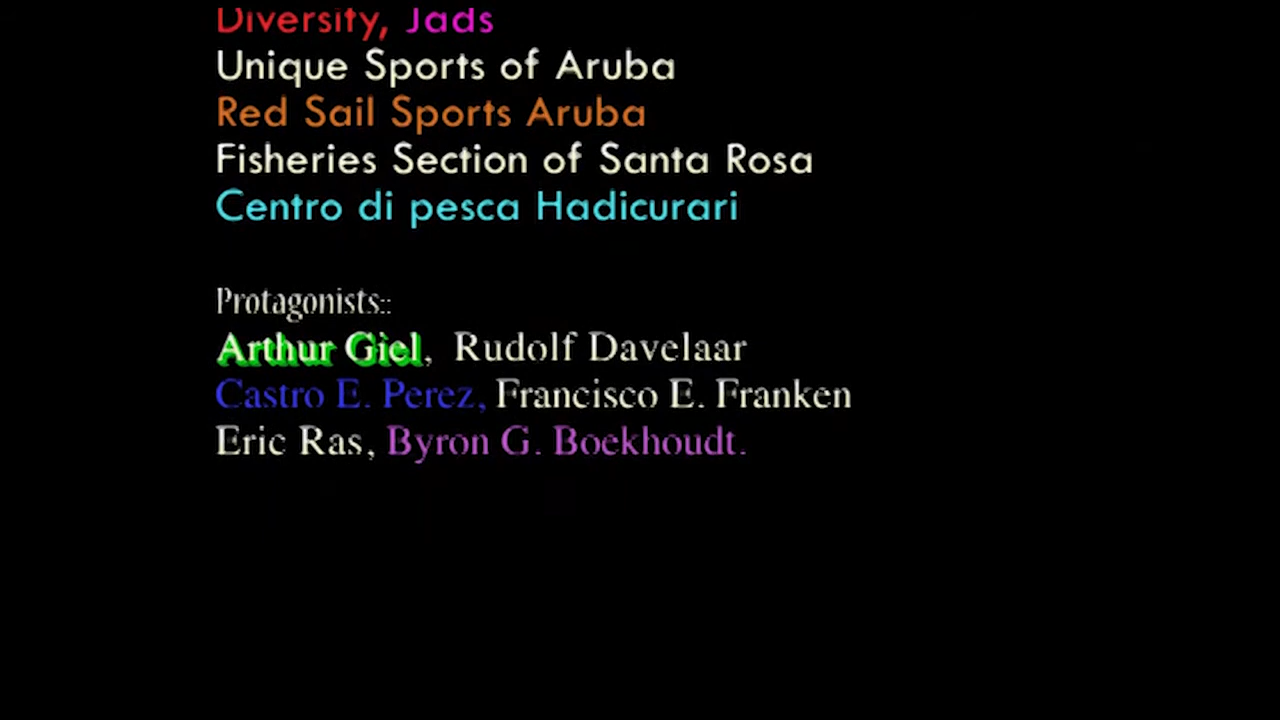 Diversity, Jads
Unique Sports of Aruba
Red Sail Sports Aruba
Fisheries Section of Santa Rosa
Centro di pesca Hadicurari
Protagonists::
Arthur Giel, Rudolf Davelaar
Castro E. Perez, Francisco E. Franken
Eric Ras, Byron G. Boekhoudt.